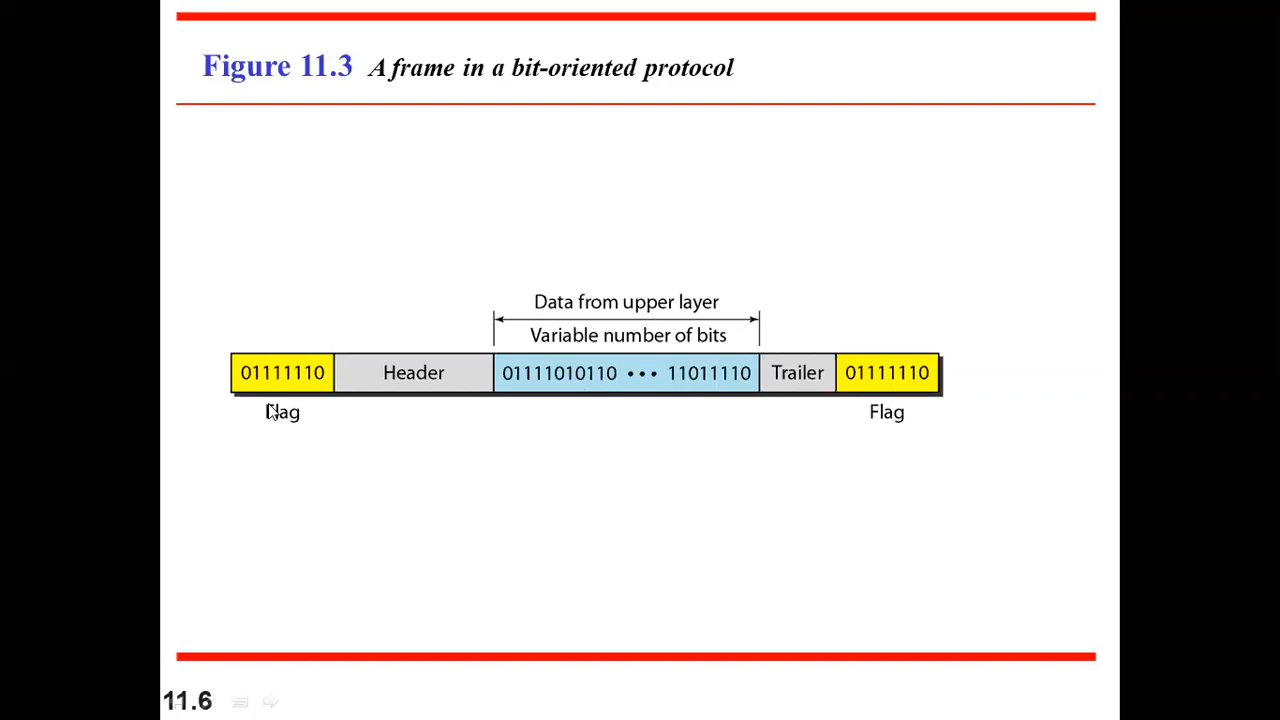 Figure 11.3 A frame in a bit-oriented protocol
Data from upper layer
Variable number of bits
01111110 Header 01111010110 ••• 11011110 Trailer 01111110
Flag Flag
11.6